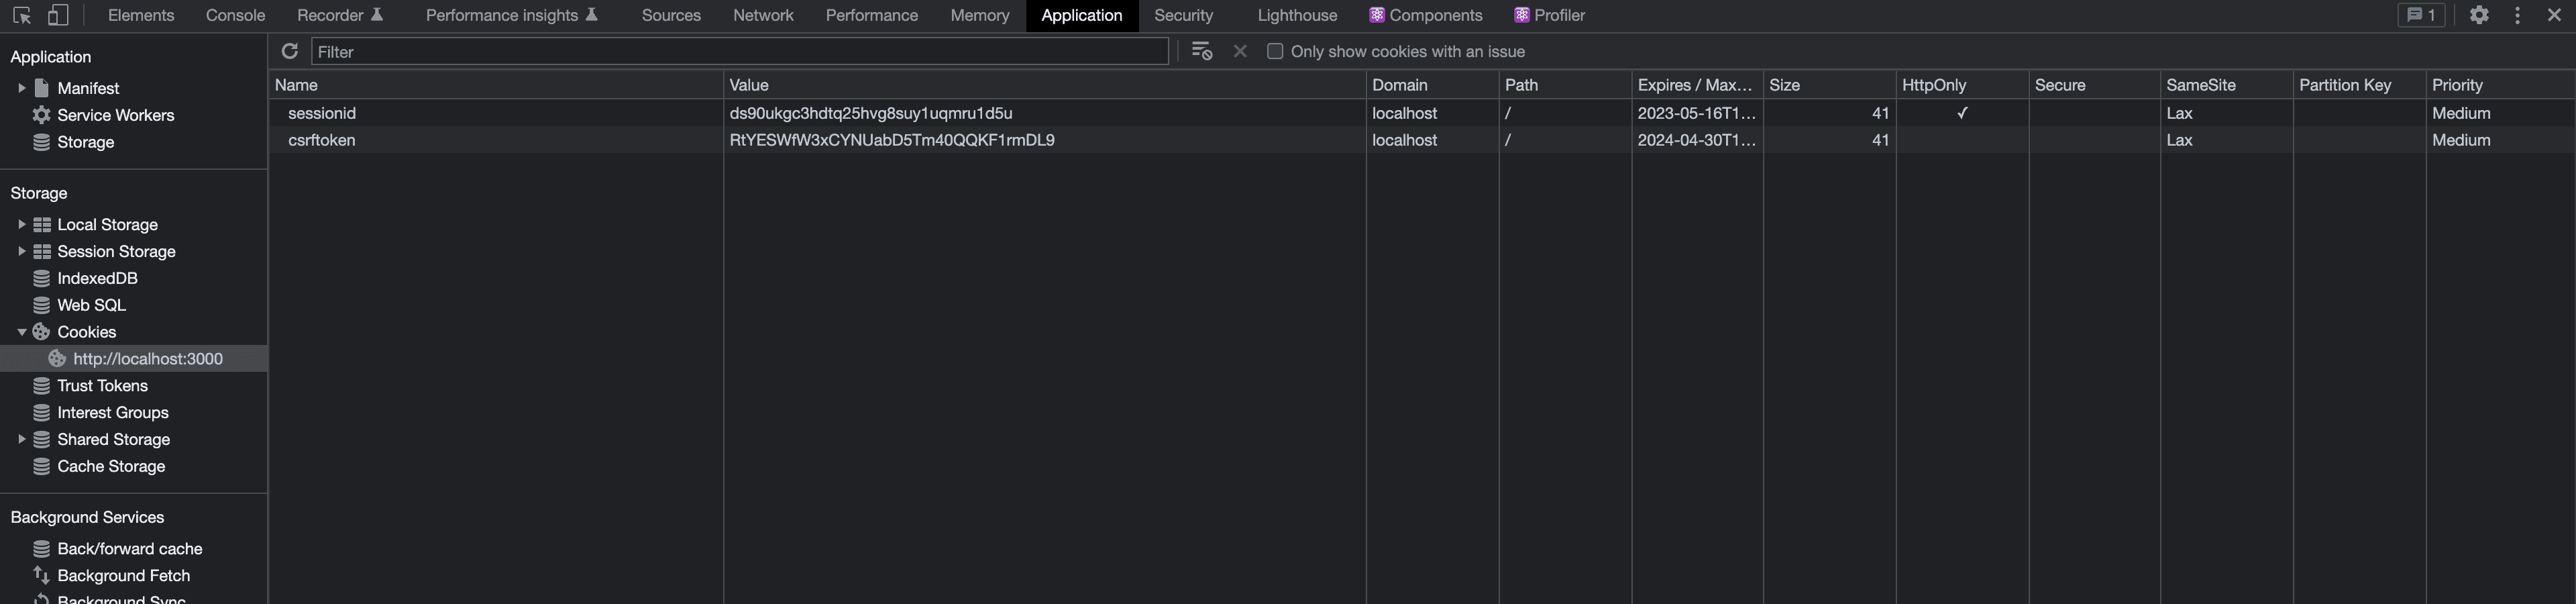 Elements Console Recorder Performance insights Sources Network Performance Memory Application Security Lighthouse Components Profiler 1
Application
Manifest
Service Workers
Storage
Storage
Local Storage
Session Storage
IndexedDB
Web SQL
Cookies
http://localhost:3000
Trust Tokens
Interest Groups
Shared Storage
Cache Storage
Background Services
Back/forward cache
Background Fetch
Background Sync
Filter Only show cookies with an issue
Name Value Domain Path Expires / Max... Size HttpOnly Secure SameSite Partition Key Priority
sessionid ds90ukgc3hdtq25hvg8suy1uqmru1d5u localhost / 2023-05-16T1... 41 ✓ Lax Medium
csrftoken RtYESWfW3xCYNUabD5Tm40QQKF1rmDL9 localhost / 2024-04-30T1... 41 Lax Medium